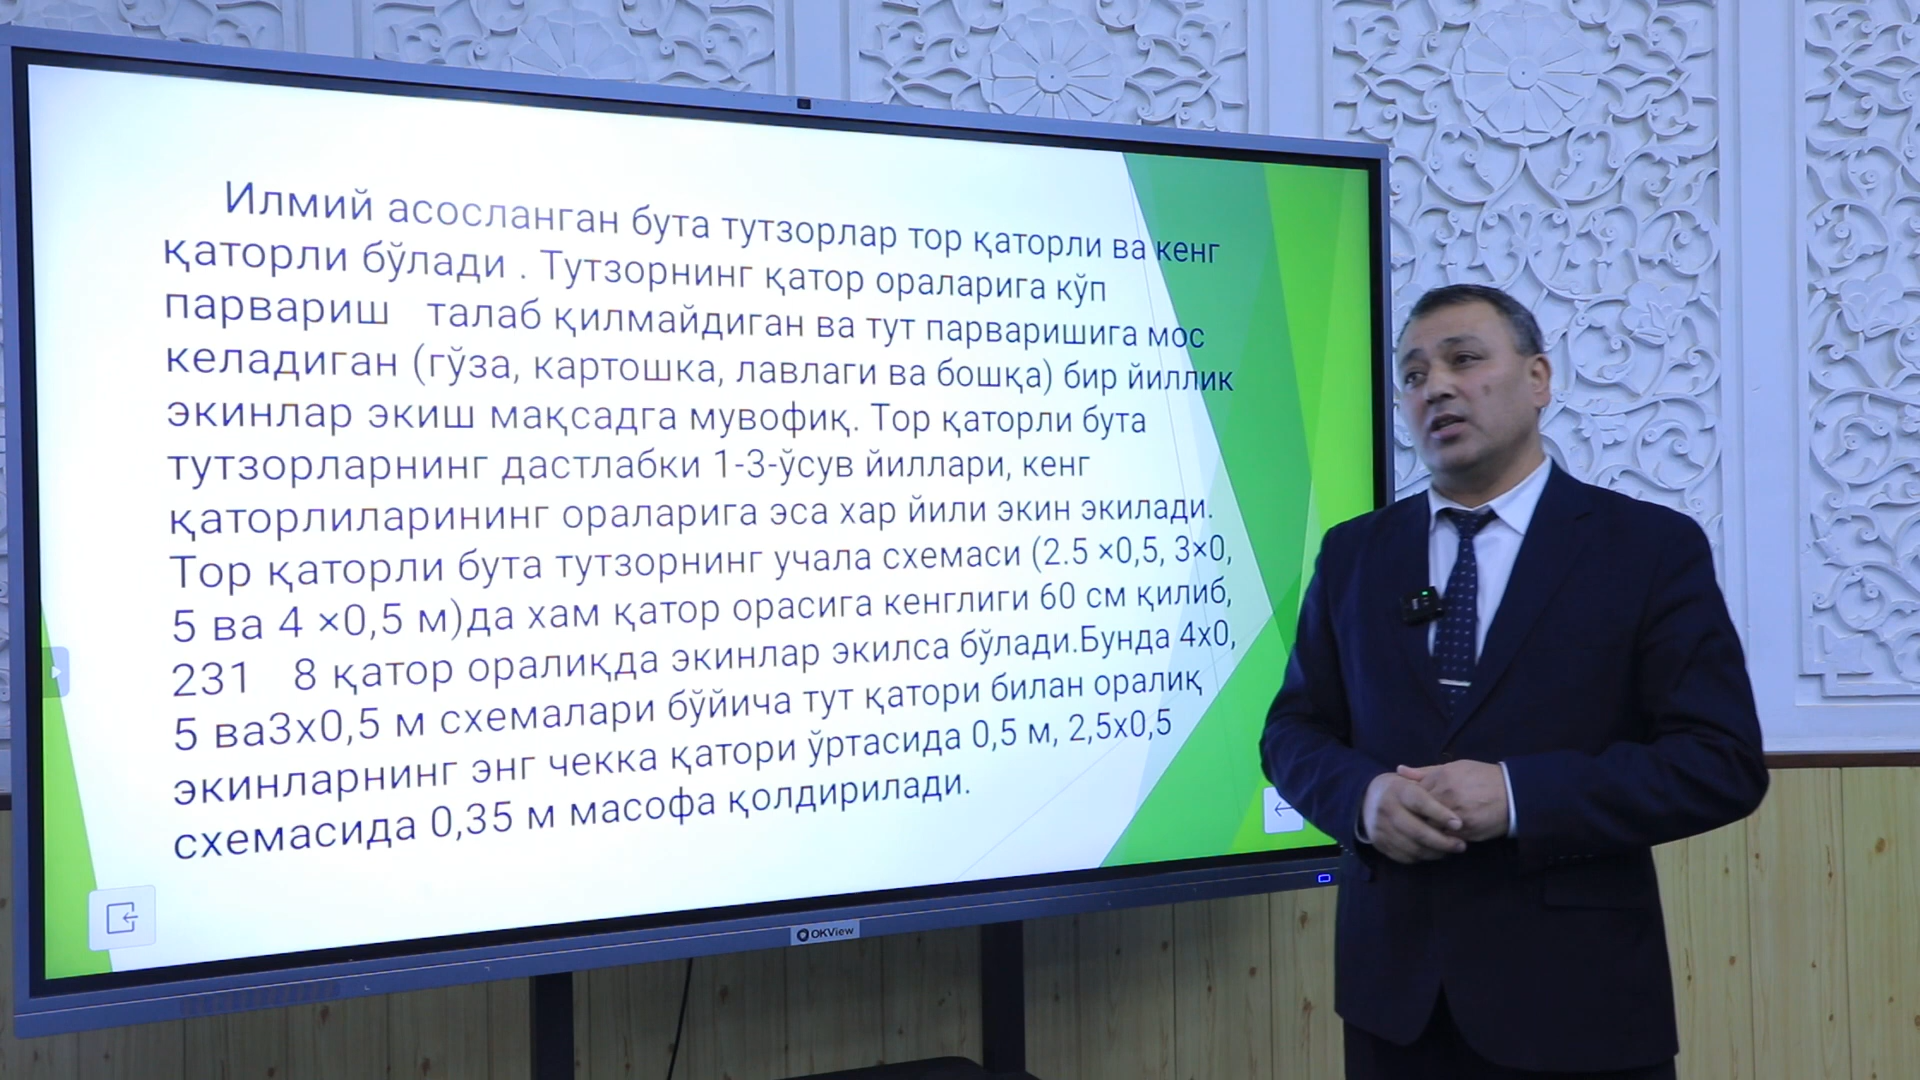 Илмий асосланган бута тутзорлар тор қаторли ва кенг
қаторли бўлади . Тутзорнинг қатор ораларига кўп
парвариш талаб қилмайдиган ва тут парваришига мос
келадиган (гўза, картошка, лавлаги ва бошқа) бир йиллик
экинлар экиш мақсадга мувофиқ. Тор қаторли бута
тутзорларнинг дастлабки 1-3-ўсув йиллари, кенг
қаторлиларининг ораларига эса хар йили экин экилади.
Тор қаторли бута тутзорнинг учала схемаси (2.5 ×0,5, 3×0,
5 ва 4 ×0,5 м)да хам қатор орасига кенглиги 60 см қилиб,
231 8 қатор оралиқда экинлар экилса бўлади.Бунда 4х0,
5 ва3х0,5 м схемалари бўйича тут қатори билан оралиқ
экинларнинг энг чекка қатори ўртасида 0,5 м, 2,5х0,5
схемасида 0,35 м масофа қолдирилади.
OKView